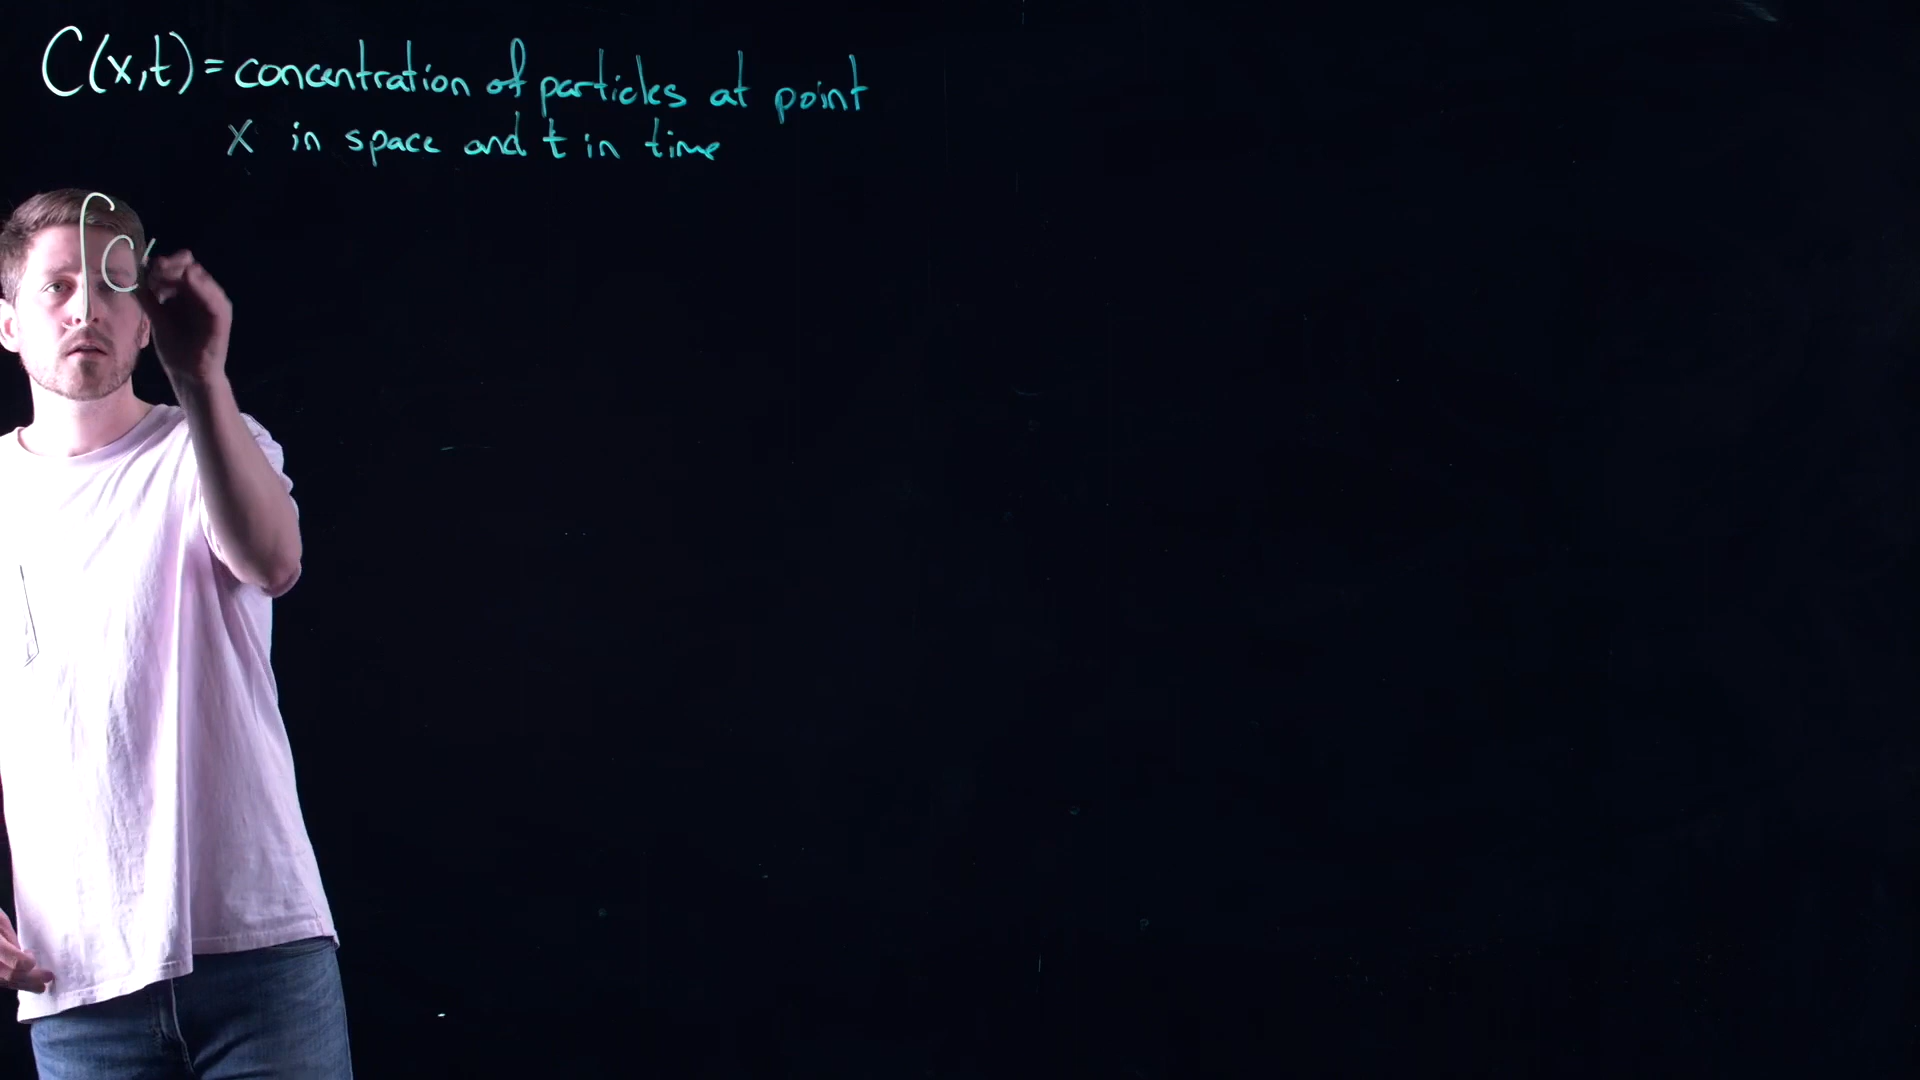 C(x,t) = concentration of particles at point
x in space and t in time
∫C(